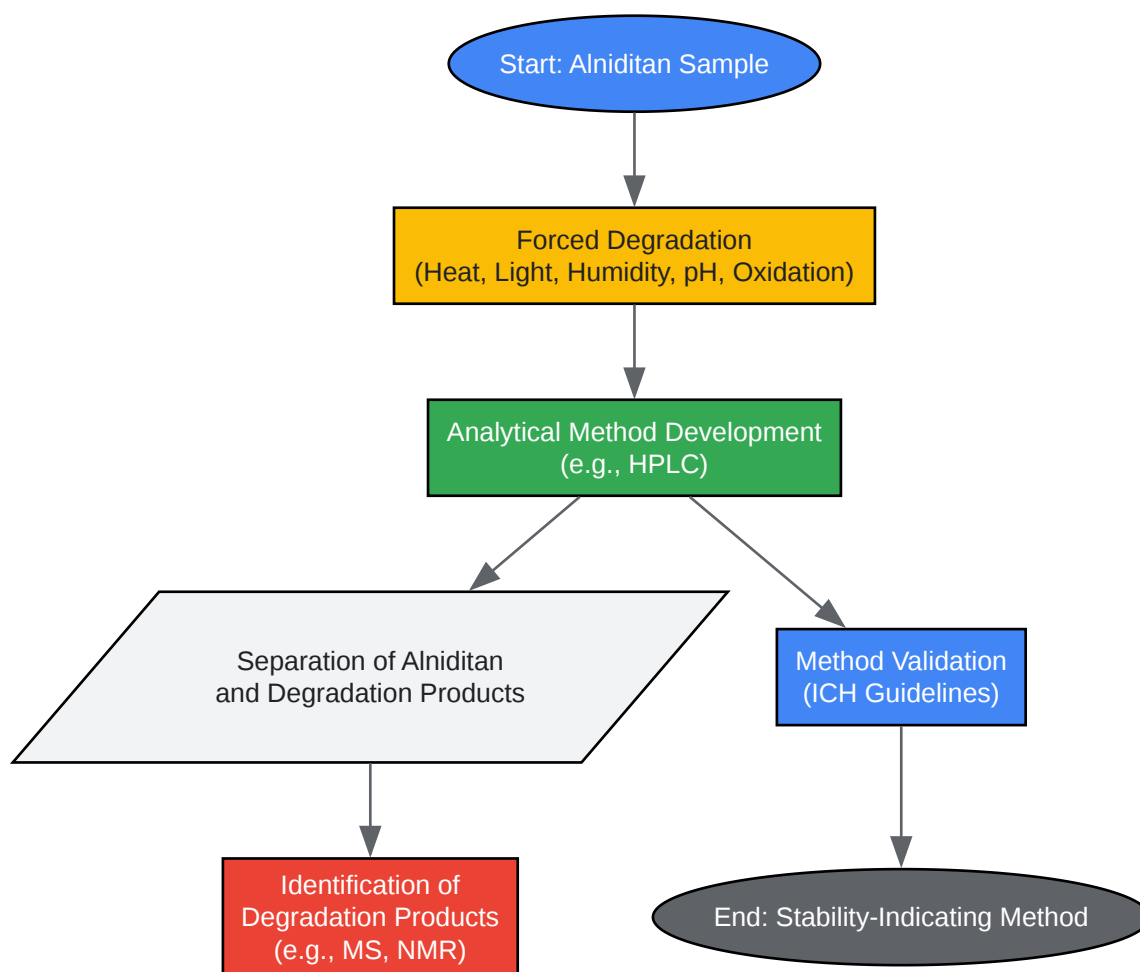 Start: Alniditan Sample
Forced Degradation
(Heat, Light, Humidity, pH, Oxidation)
Analytical Method Development
(e.g., HPLC)
Separation of Alniditan
and Degradation Products
Method Validation
(ICH Guidelines)
Identification of
Degradation Products
(e.g., MS, NMR)
End: Stability-Indicating Method